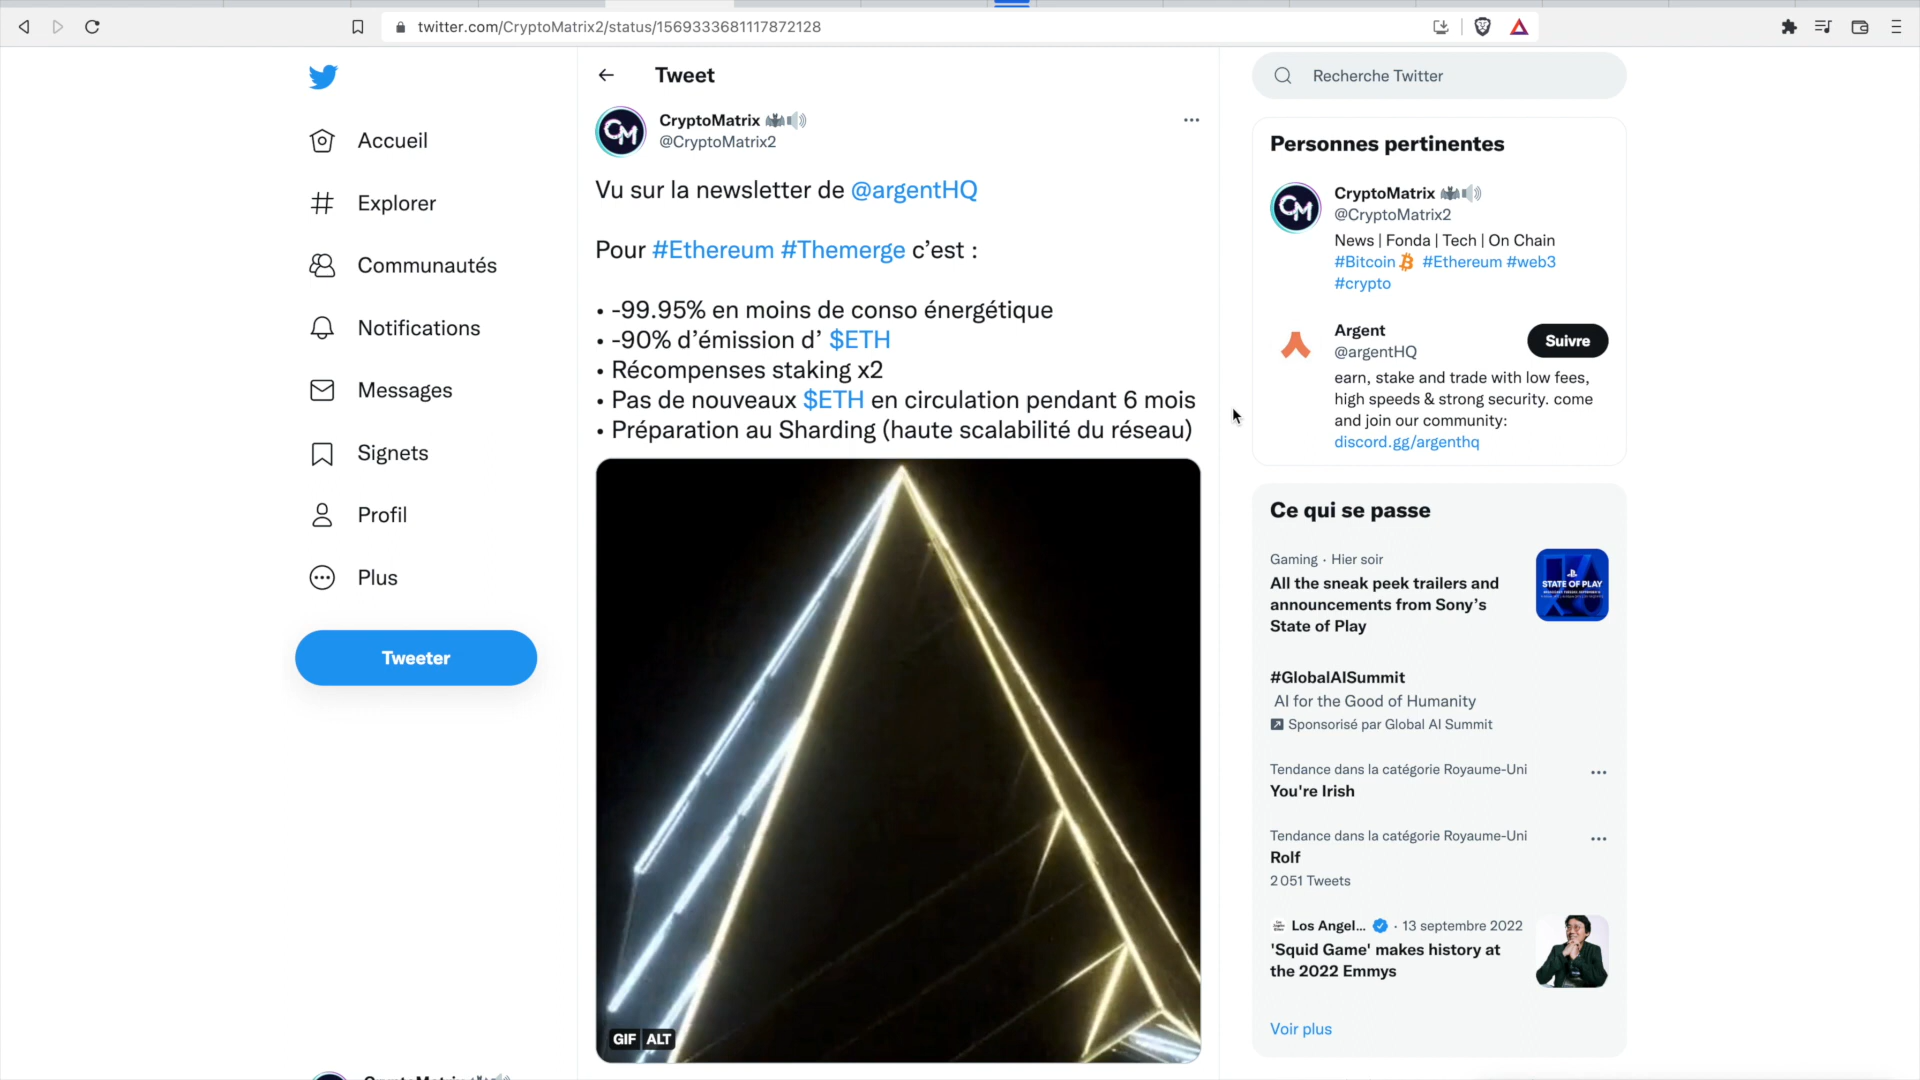 twitter.com/CryptoMatrix2/status/1569333681117872128
Accueil
Explorer
Communautés
Notifications
Messages
Signets
Profil
Plus
Tweeter
Tweet
CryptoMatrix
@CryptoMatrix2
Vu sur la newsletter de @argentHQ
Pour #Ethereum #Themerge c’est :
• -99.95% en moins de conso énergétique
• -90% d’émission d’ $ETH
• Récompenses staking x2
• Pas de nouveaux $ETH en circulation pendant 6 mois
• Préparation au Sharding (haute scalabilité du réseau)
GIF ALT
Recherche Twitter
Personnes pertinentes
CM
CryptoMatrix
@CryptoMatrix2
News | Fonda | Tech | On Chain
#Bitcoin #Ethereum #web3
#crypto
Argent
@argentHQ
Suivre
earn, stake and trade with low fees,
high speeds & strong security. come
and join our community:
discord.gg/argenthq
Ce qui se passe
Gaming · Hier soir
All the sneak peek trailers and
announcements from Sony’s
State of Play
STATE OF PLAY
#GlobalAISummit
AI for the Good of Humanity
Sponsorisé par Global AI Summit
Tendance dans la catégorie Royaume-Uni
You're Irish
Tendance dans la catégorie Royaume-Uni
Rolf
2 051 Tweets
Los Angel... · 13 septembre 2022
'Squid Game' makes history at
the 2022 Emmys
Voir plus